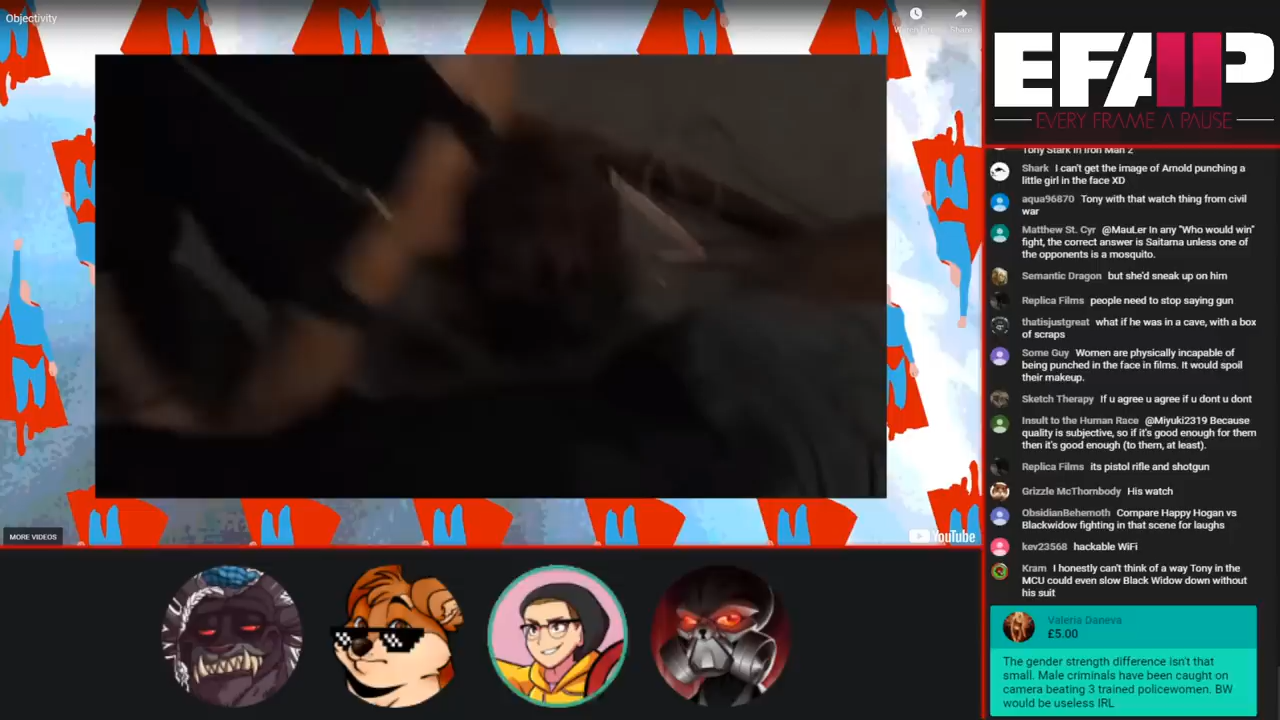 Objectivity
Watch later
Share
MORE VIDEOS
YouTube
EFAP
EVERY FRAME A PAUSE
Tony Stark in Iron Man 2
Shark I can't get the image of Arnold punching a
little girl in the face XD
aqua96870 Tony with that watch thing from civil
war
Matthew St. Cyr @MauLer In any "Who would win"
fight, the correct answer is Saitama unless one of
the opponents is a mosquito.
Semantic Dragon but she'd sneak up on him
Replica Films people need to stop saying gun
thatisjustgreat what if he was in a cave, with a box
of scraps
Some Guy Women are physically incapable of
being punched in the face in films. It would spoil
their makeup.
Sketch Therapy If u agree u agree if u dont u dont
Insult to the Human Race @Miyuki2319 Because
quality is subjective, so if it's good enough for them
then it's good enough (to them, at least).
Replica Films its pistol rifle and shotgun
Grizzle McThornbody His watch
ObsidianBehemoth Compare Happy Hogan vs
Blackwidow fighting in that scene for laughs
kev23568 hackable WiFi
Kram I honestly can't think of a way Tony in the
MCU could even slow Black Widow down without
his suit
Valeria Daneva
£5.00
The gender strength difference isn't that
small. Male criminals have been caught on
camera beating 3 trained policewomen. BW
would be useless IRL